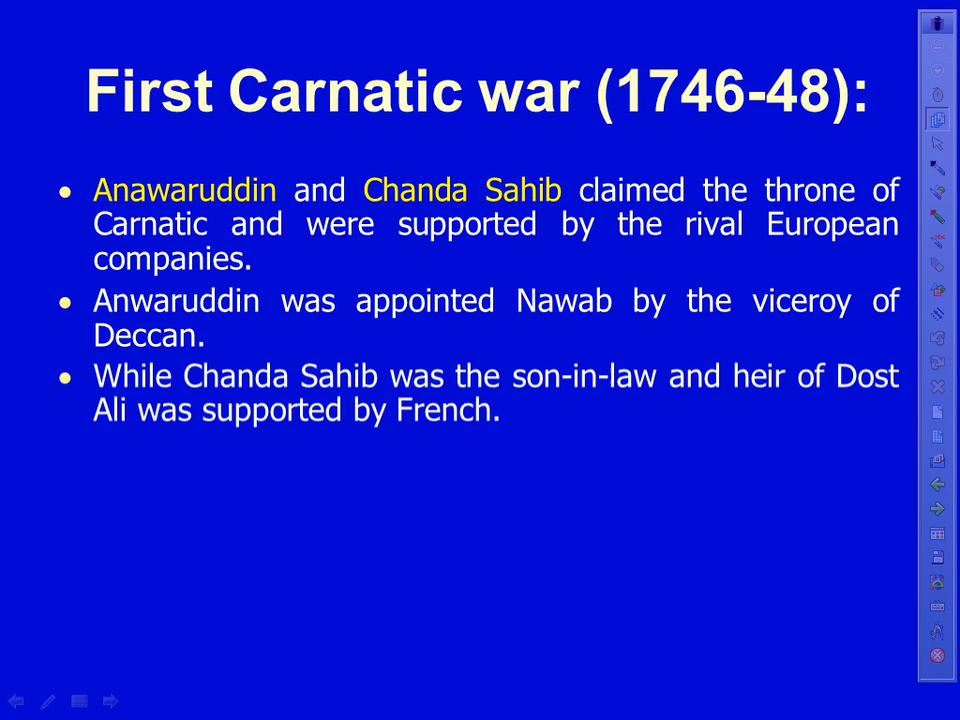 First Carnatic war (1746-48):
• Anawaruddin and Chanda Sahib claimed the throne of
Carnatic and were supported by the rival European
companies.
• Anwaruddin was appointed Nawab by the viceroy of
Deccan.
• While Chanda Sahib was the son-in-law and heir of Dost
Ali was supported by French.